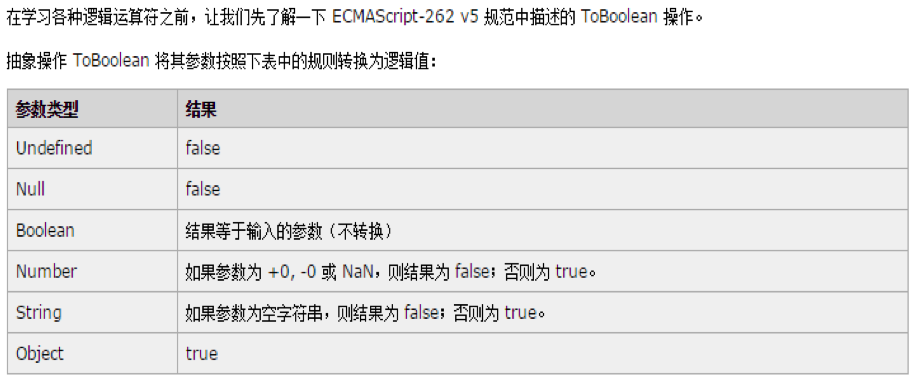 在学习各种逻辑运算符之前，让我们先了解一下 ECMAScript-262 v5 规范中描述的 ToBoolean 操作。
抽象操作 ToBoolean 将其参数按照下表中的规则转换为逻辑值：
参数类型 结果
Undefined false
Null false
Boolean 结果等于输入的参数（不转换）
Number 如果参数为 +0, -0 或 NaN，则结果为 false；否则为 true。
String 如果参数为空字符串，则结果为 false；否则为 true。
Object true